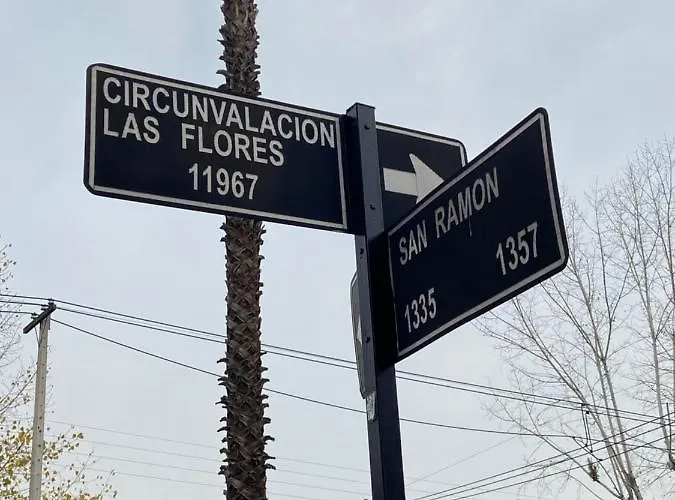 CIRCUNVALACION
LAS FLORES
11967
SAN RAMON
1357
1335